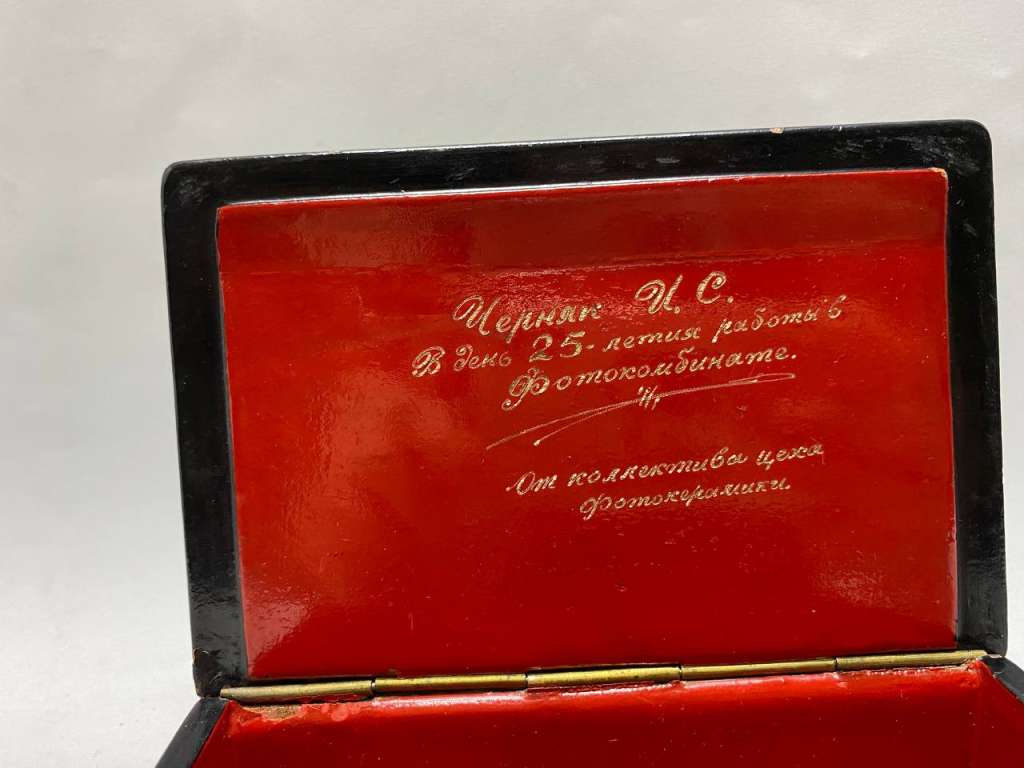 Черняк И. С.
В день 25-летия работы в
Фотокомбинате.
От коллектива цеха
Фотокерамики.